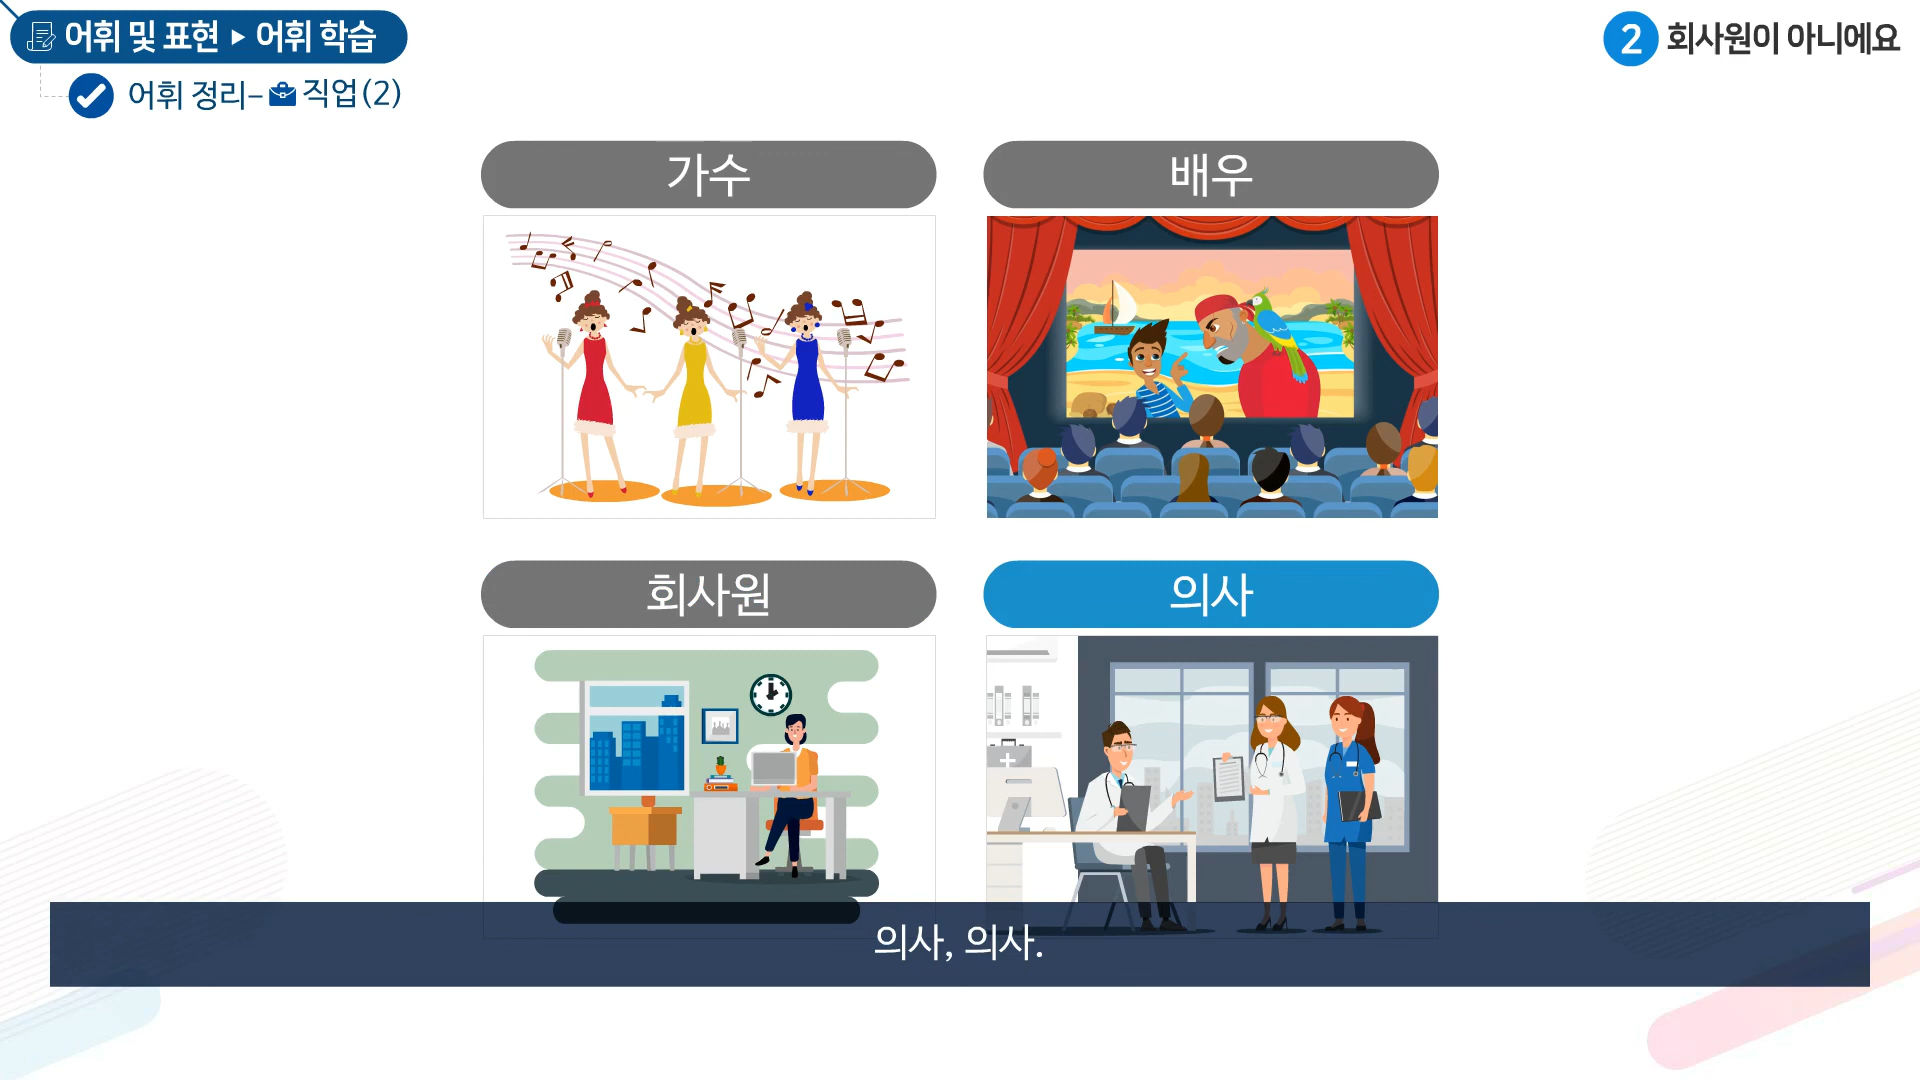 어휘 및 표현 ▶ 어휘 학습
2 회사원이 아니에요
어휘 정리- 직업(2)
가수
배우
회사원
의사
의사, 의사.